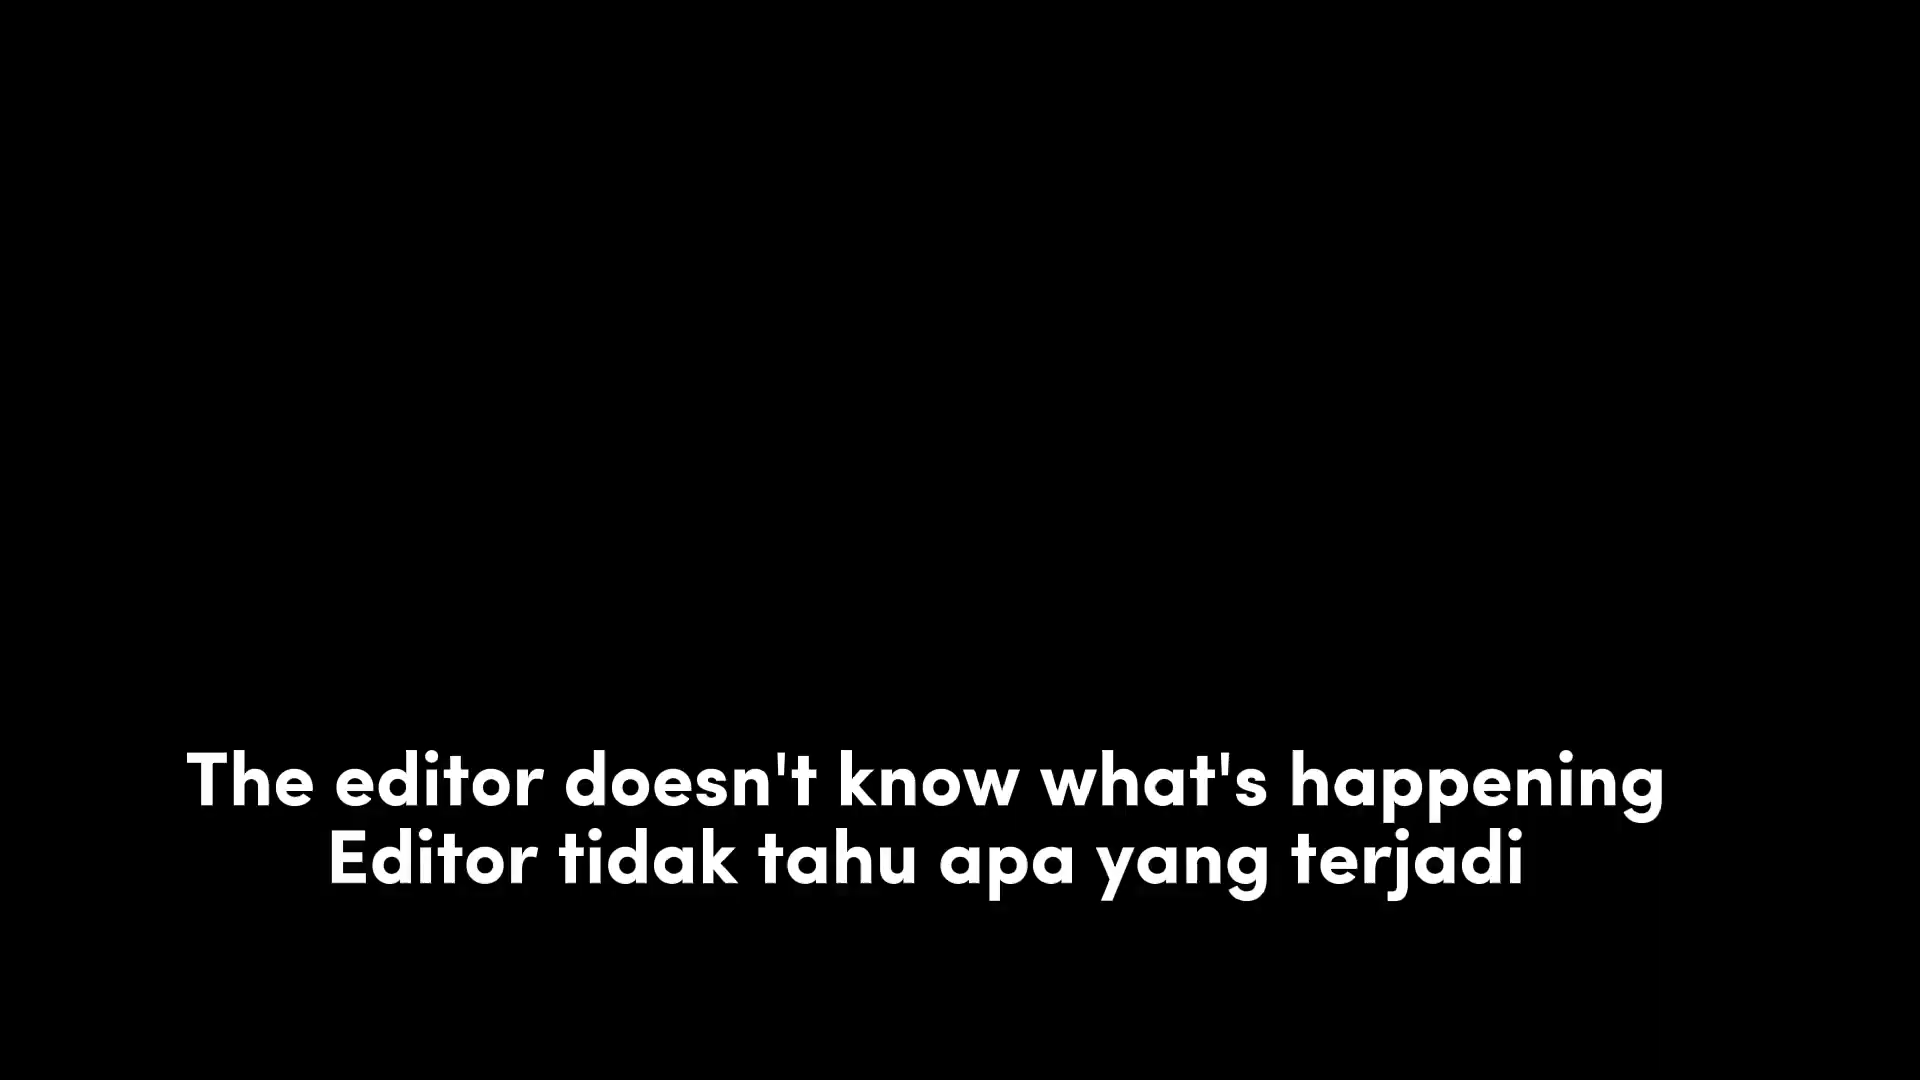 The editor doesn't know what's happening
Editor tidak tahu apa yang terjadi